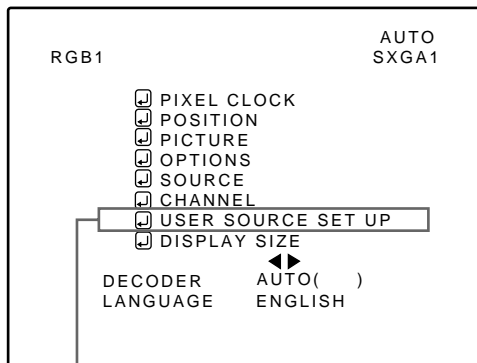 AUTO
RGB1 SXGA1
PIXEL CLOCK
POSITION
PICTURE
OPTIONS
SOURCE
CHANNEL
USER SOURCE SET UP
DISPLAY SIZE
DECODER AUTO( )
LANGUAGE ENGLISH